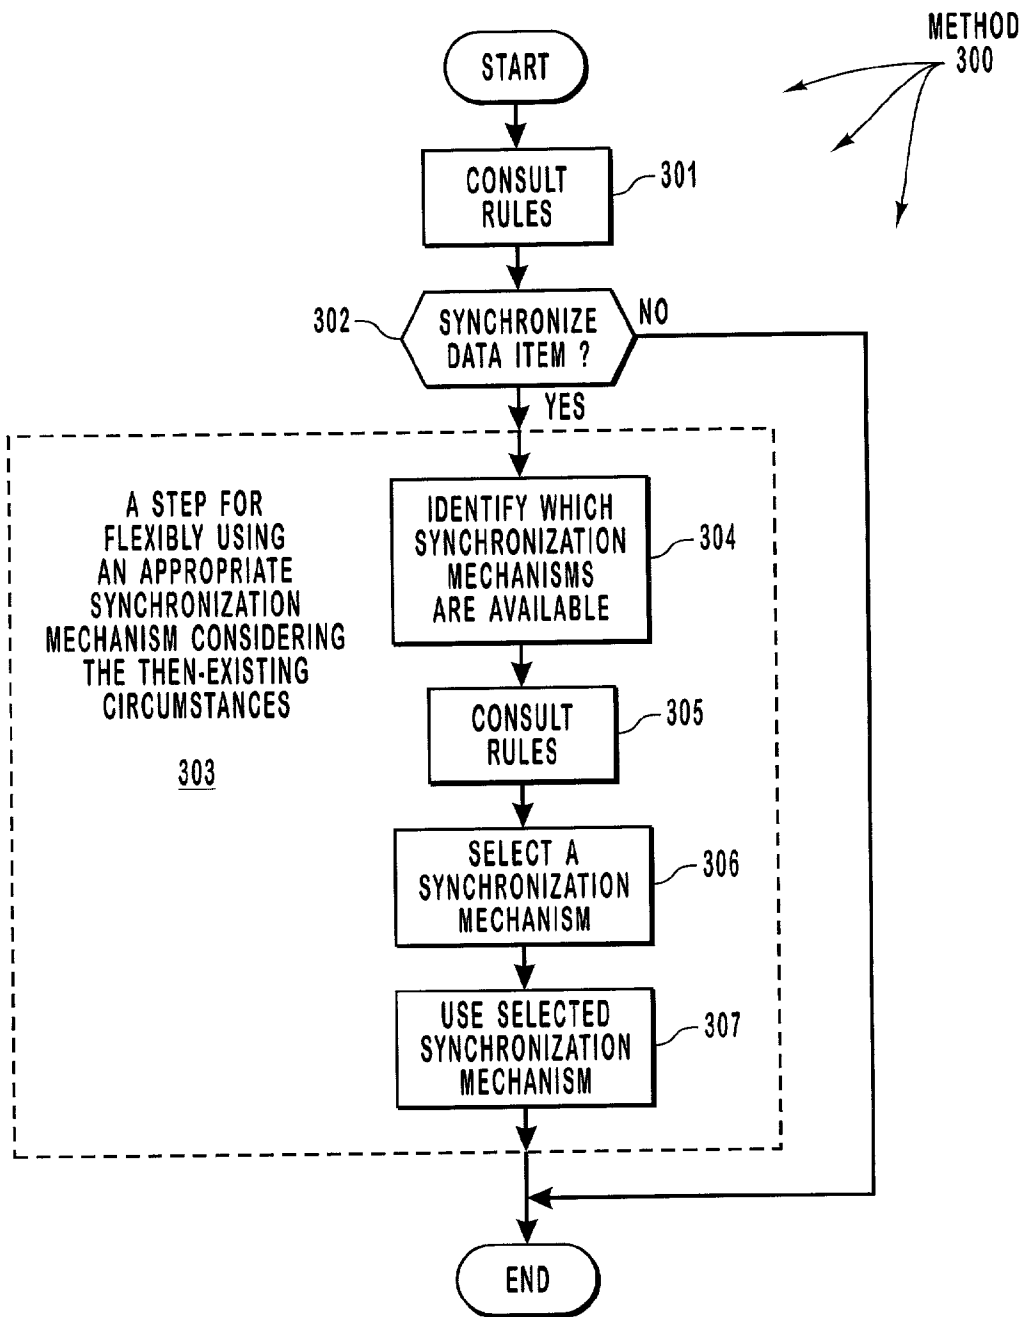 METHOD
300
START
CONSULT
RULES
301
302
SYNCHRONIZE
DATA ITEM ?
NO
YES
A STEP FOR
FLEXIBLY USING
AN APPROPRIATE
SYNCHRONIZATION
MECHANISM CONSIDERING
THE THEN-EXISTING
CIRCUMSTANCES
303
IDENTIFY WHICH
SYNCHRONIZATION
MECHANISMS
ARE AVAILABLE
304
CONSULT
RULES
305
SELECT A
SYNCHRONIZATION
MECHANISM
306
USE SELECTED
SYNCHRONIZATION
MECHANISM
307
END